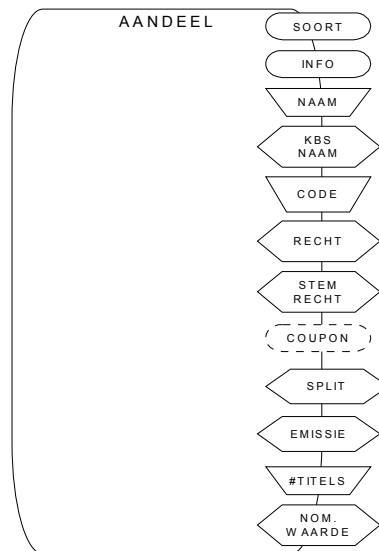 AANDEEL
SOORT
INFO
NAAM
KBS
NAAM
CODE
RECHT
STEM
RECHT
COUPON
SPLIT
EMISSIE
#TITELS
NOM.
WAARDE